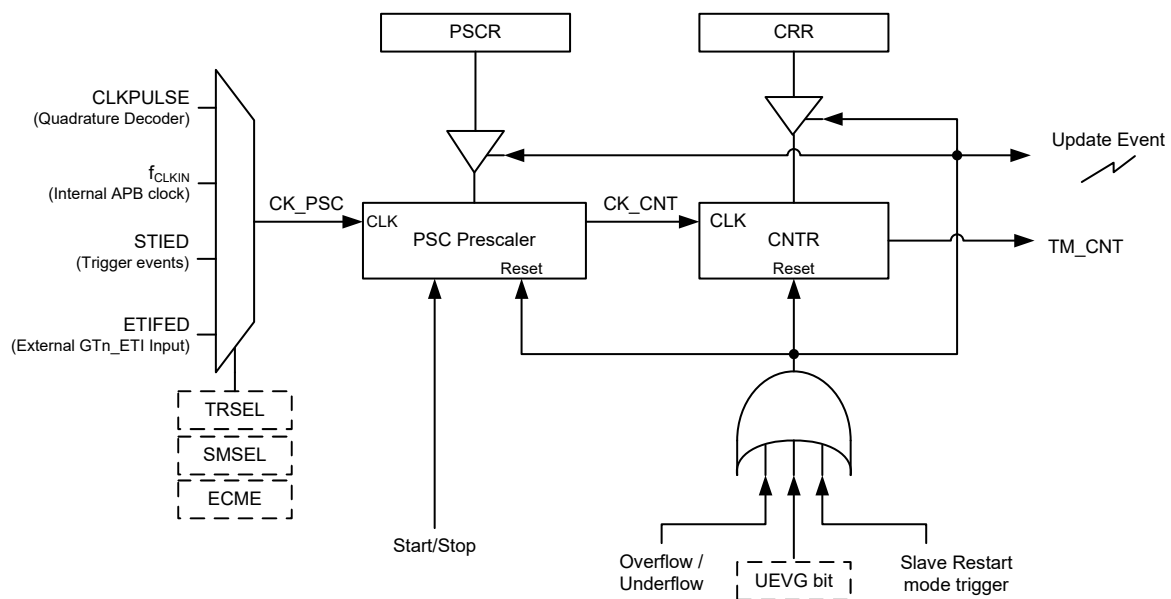 PSCR
CRR
CLKPULSE
(Quadrature Decoder)
fCLKIN
(Internal APB clock)
STIED
(Trigger events)
ETIFED
(External GTn_ETI Input)
TRSEL
SMSEL
ECME
CK_PSC
CLK
PSC Prescaler
Reset
CK_CNT
CLK
CNTR
Reset
Update Event
TM_CNT
Start/Stop
Overflow /
Underflow
UEVG bit
Slave Restart
mode trigger